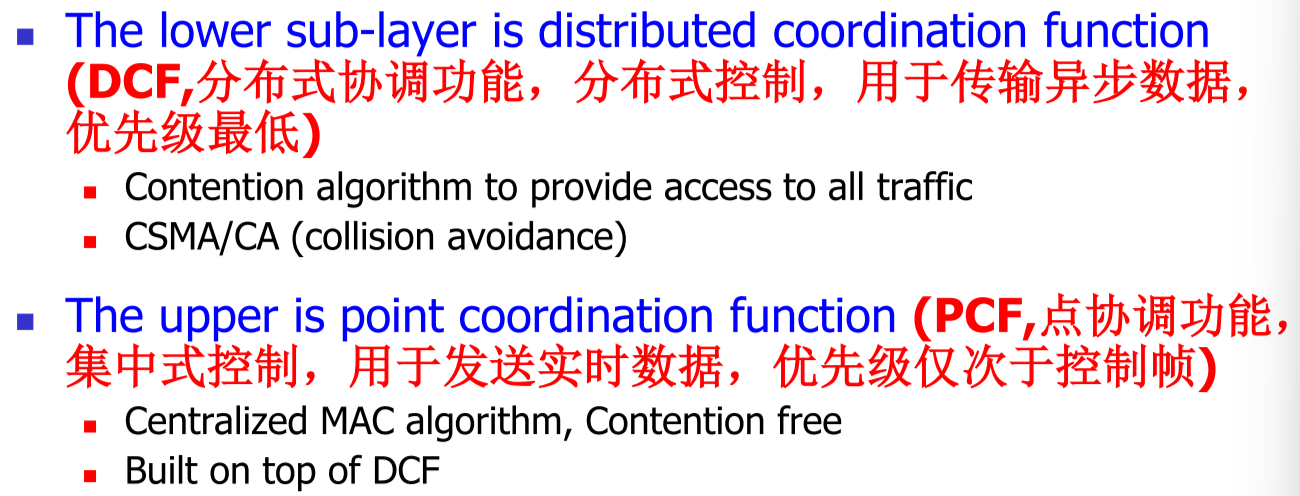 The lower sub-layer is distributed coordination function
(DCF,分布式协调功能，分布式控制，用于传输异步数据，
优先级最低)
Contention algorithm to provide access to all traffic
CSMA/CA (collision avoidance)
The upper is point coordination function (PCF,点协调功能，
集中式控制，用于发送实时数据，优先级仅次于控制帧)
Centralized MAC algorithm, Contention free
Built on top of DCF